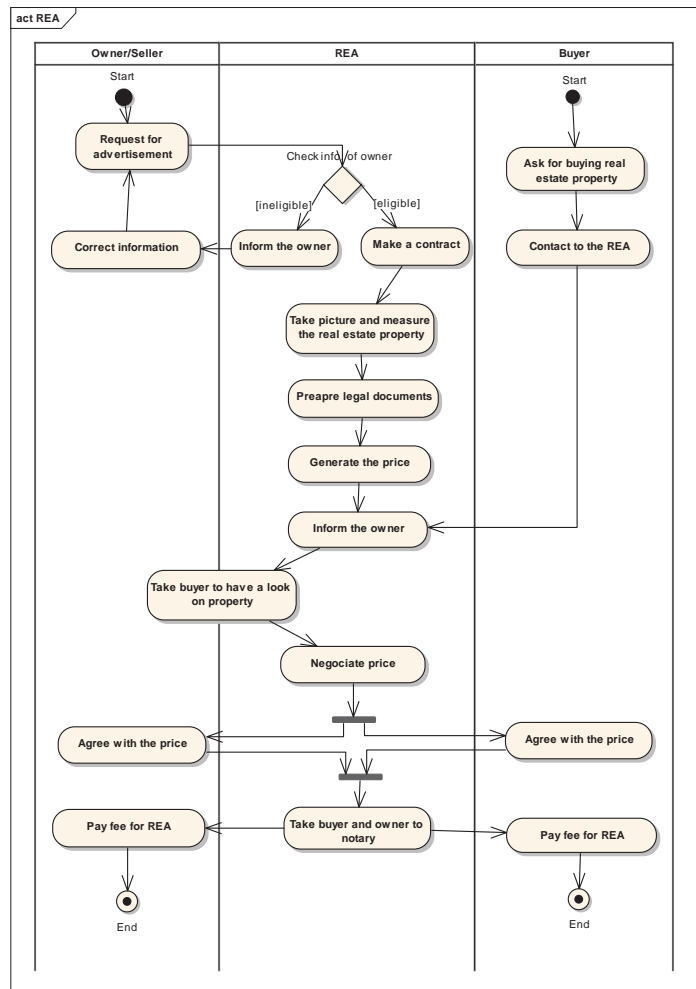 act REA
Owner/Seller
REA
Buyer
Start
Start
Request for
advertisement
Check info of owner
Ask for buying real
estate property
[ineligible]
[eligible]
Correct information
Inform the owner
Make a contract
Contact to the REA
Take picture and measure
the real estate property
Preapre legal documents
Generate the price
Inform the owner
Take buyer to have a look
on property
Negociate price
Agree with the price
Agree with the price
Pay fee for REA
Take buyer and owner to
notary
Pay fee for REA
End
End